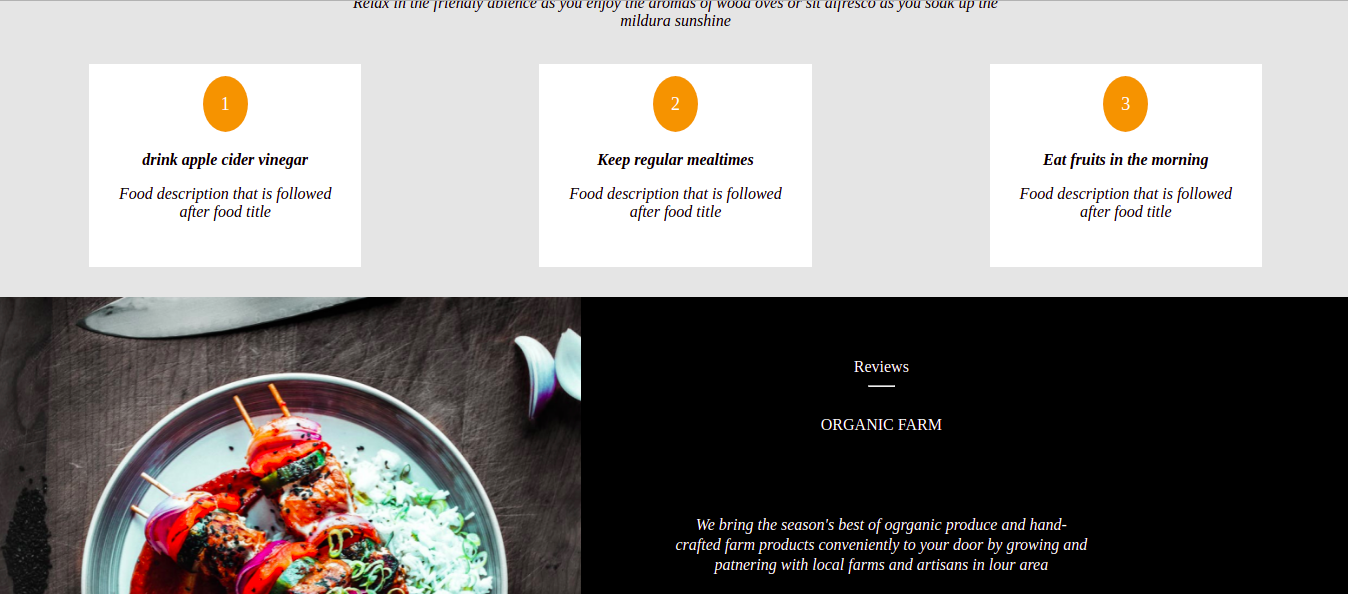 Relax in the friendly abience as you enjoy the aromas of wood oves or sit alfresco as you soak up the
mildura sunshine
1
drink apple cider vinegar
Food description that is followed
after food title
2
Keep regular mealtimes
Food description that is followed
after food title
3
Eat fruits in the morning
Food description that is followed
after food title
Reviews
ORGANIC FARM
We bring the season's best of ogrganic produce and hand-
crafted farm products conveniently to your door by growing and
patnering with local farms and artisans in lour area